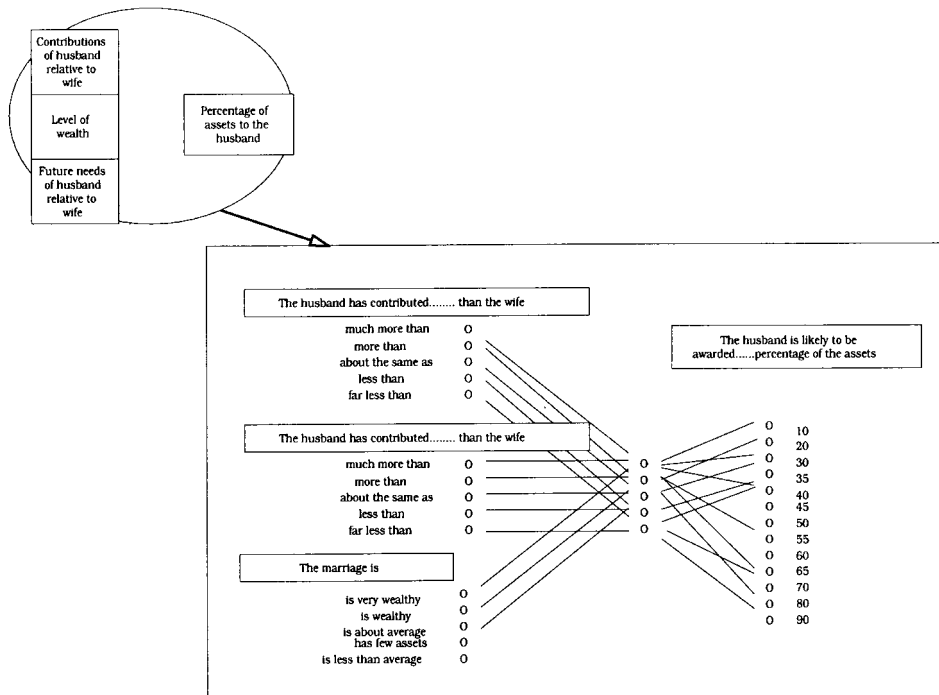 Contributions
of husband
relative to
wife
Level of
wealth
Future needs
of husband
relative to
wife
Percentage of
assets to the
husband
The husband has contributed........ than the wife
much more than O
more than O
about the same as O
less than O
far less than O
The husband has contributed........ than the wife
much more than O
more than O
about the same as O
less than O
far less than O
The marriage is
is very wealthy O
is wealthy O
is about average O
has few assets O
is less than average O
O
O
O
O
O
The husband is likely to be
awarded......percentage of the assets
O 10
O 20
O 30
O 35
O 40
O 45
O 50
O 55
O 60
O 65
O 70
O 80
O 90